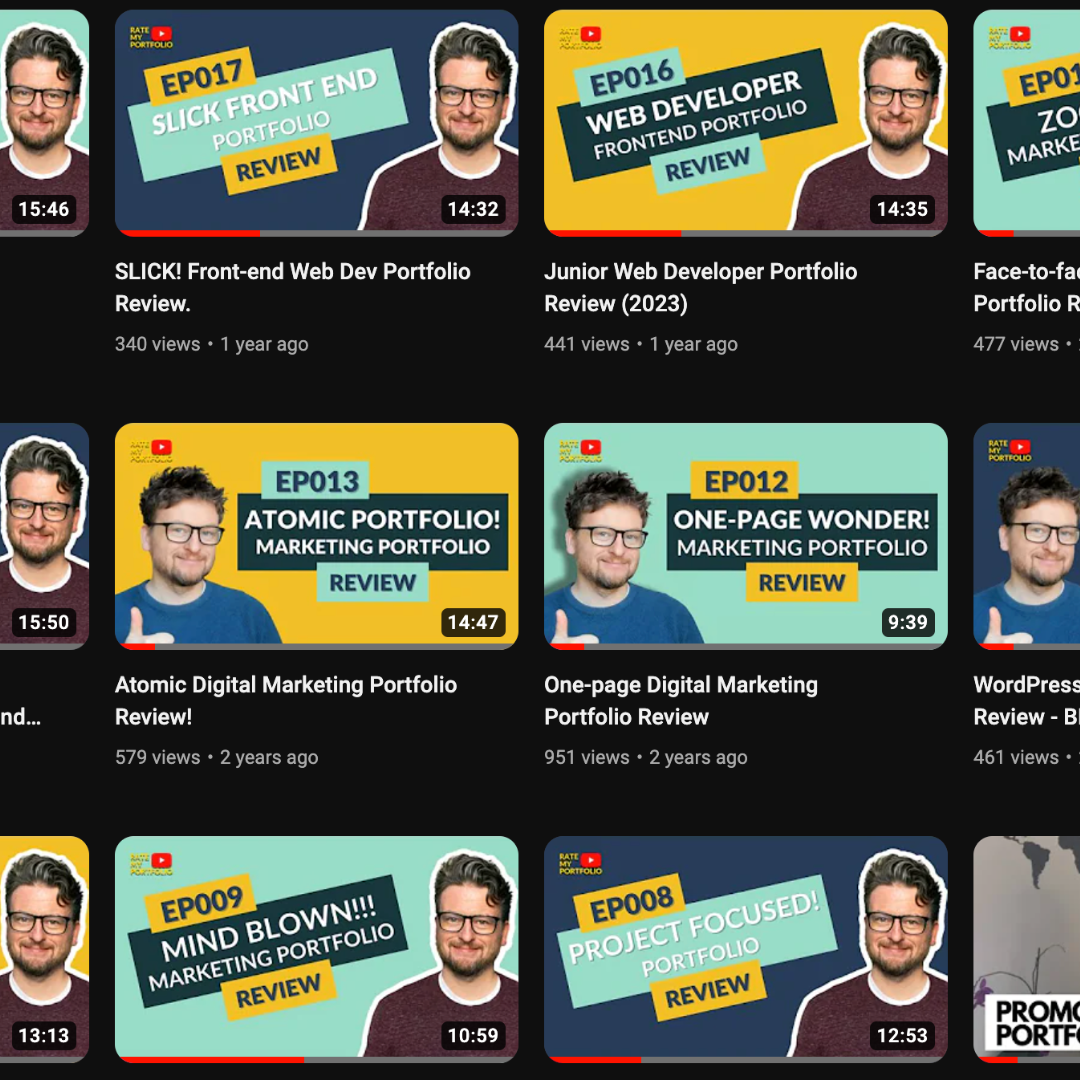 RATE
MY
PORTFOLIO
EP017
SLICK FRONT END
PORTFOLIO
REVIEW
RATE
MY
PORTFOLIO
EP016
WEB DEVELOPER
FRONTEND PORTFOLIO
REVIEW
RATE
MY
PORTFOLIO
EP01
ZO
MARKE
15:46
14:32
14:35
SLICK! Front-end Web Dev Portfolio
Review.
340 views • 1 year ago
Junior Web Developer Portfolio
Review (2023)
441 views • 1 year ago
Face-to-fa
Portfolio R
477 views •
RATE
MY
PORTFOLIO
EP013
ATOMIC PORTFOLIO!
MARKETING PORTFOLIO
REVIEW
RATE
MY
PORTFOLIO
EP012
ONE-PAGE WONDER!
MARKETING PORTFOLIO
REVIEW
RATE
MY
PORTFOLIO
15:50
14:47
9:39
nd...
Atomic Digital Marketing Portfolio
Review!
579 views • 2 years ago
One-page Digital Marketing
Portfolio Review
951 views • 2 years ago
WordPress
Review - B
461 views •
RATE
MY
PORTFOLIO
EP009
MIND BLOWN!!!
MARKETING PORTFOLIO
REVIEW
RATE
MY
PORTFOLIO
EP008
PROJECT FOCUSED!
PORTFOLIO
REVIEW
PROMO
PORTFO
13:13
10:59
12:53